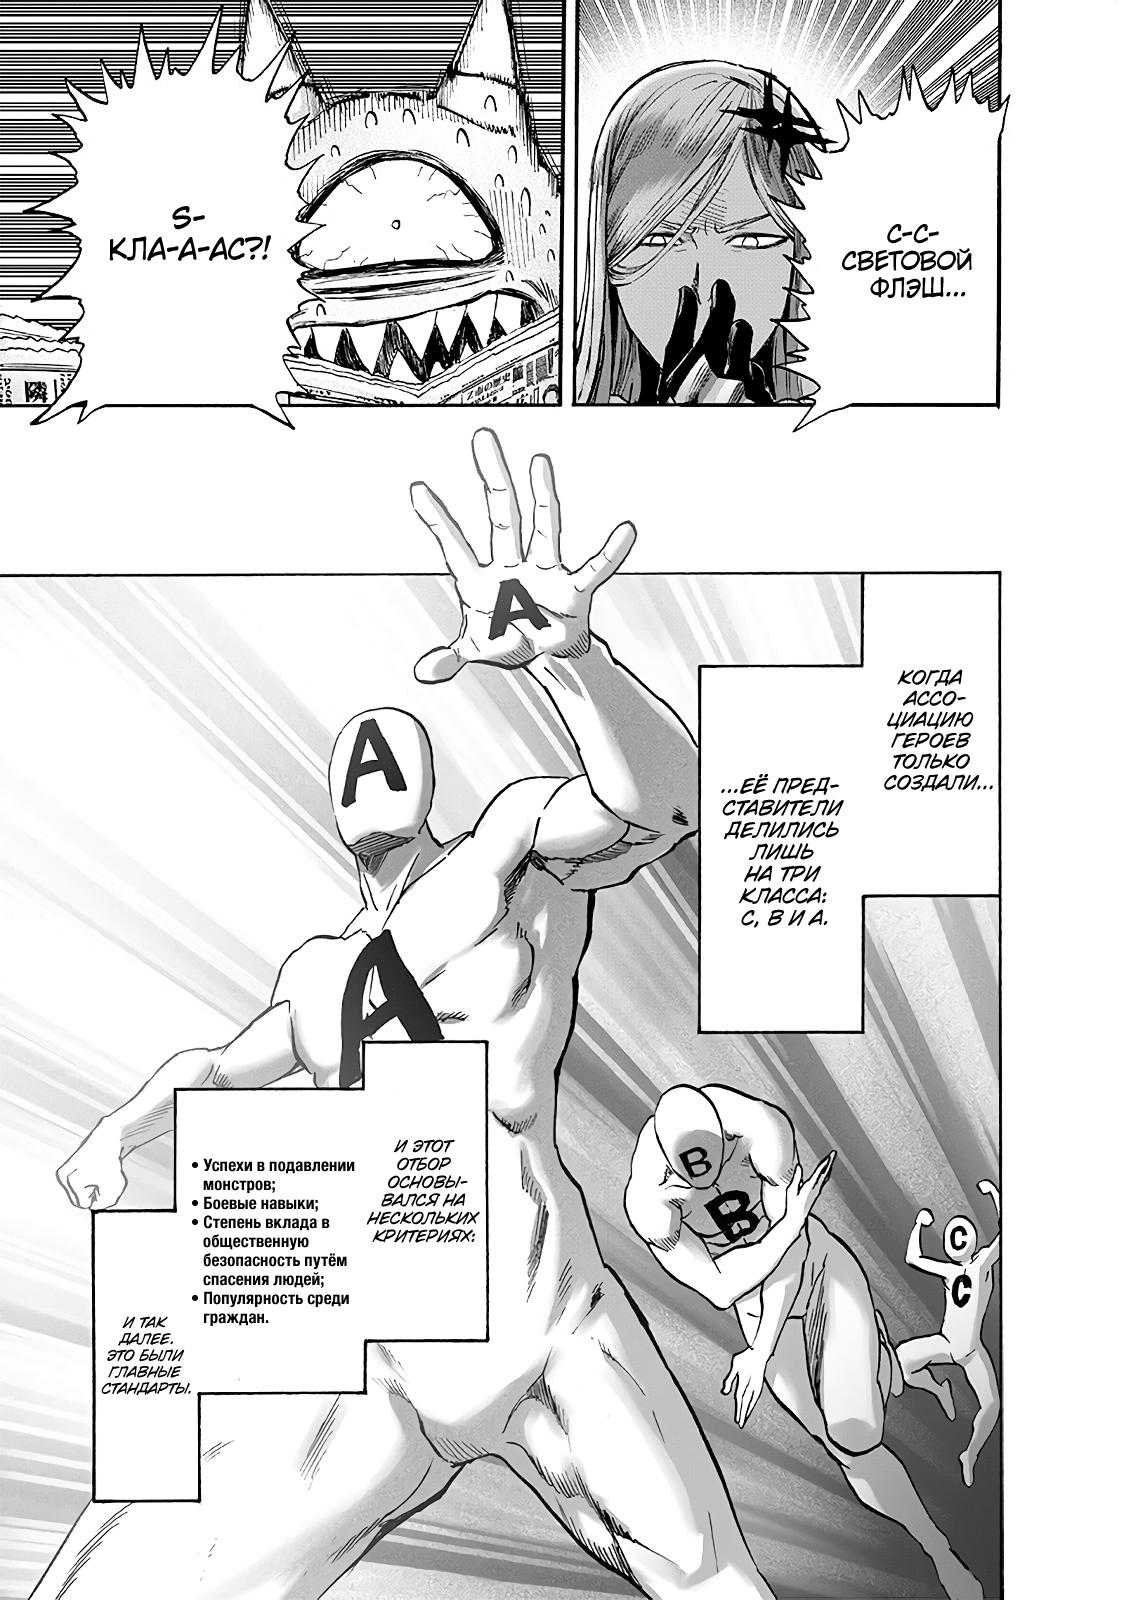 С-С-
СВЕТОВОЙ
ФЛЭШ...
S-
КЛА-А-АС?!
隣
A
A
A
КОГДА
АССО-
ЦИАЦИЮ
ГЕРОЕВ
ТОЛЬКО
СОЗДАЛИ...
...ЕЁ ПРЕД-
СТАВИТЕЛИ
ДЕЛИЛИСЬ
ЛИШЬ
НА ТРИ
КЛАССА:
С, В И А.
B
B
C
C
И ЭТОТ
ОТБОР
ОСНОВЫ-
ВАЛСЯ НА
НЕСКОЛЬКИХ
КРИТЕРИЯХ:
• Успехи в подавлении
монстров;
• Боевые навыки;
• Степень вклада в
общественную
безопасность путём
спасения людей;
• Популярность среди
граждан.
И ТАК
ДАЛЕЕ.
ЭТО БЫЛИ
ГЛАВНЫЕ
СТАНДАРТЫ.